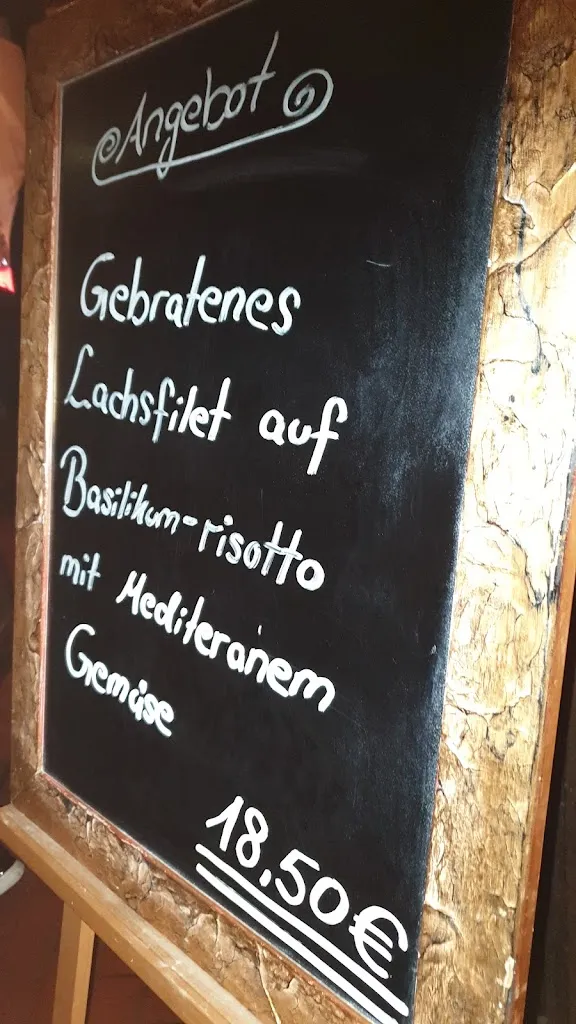 Angebot
Gebratenes
Lachsfilet auf
Basilikum-risotto
mit Mediteranem
Gemüse
18,50€